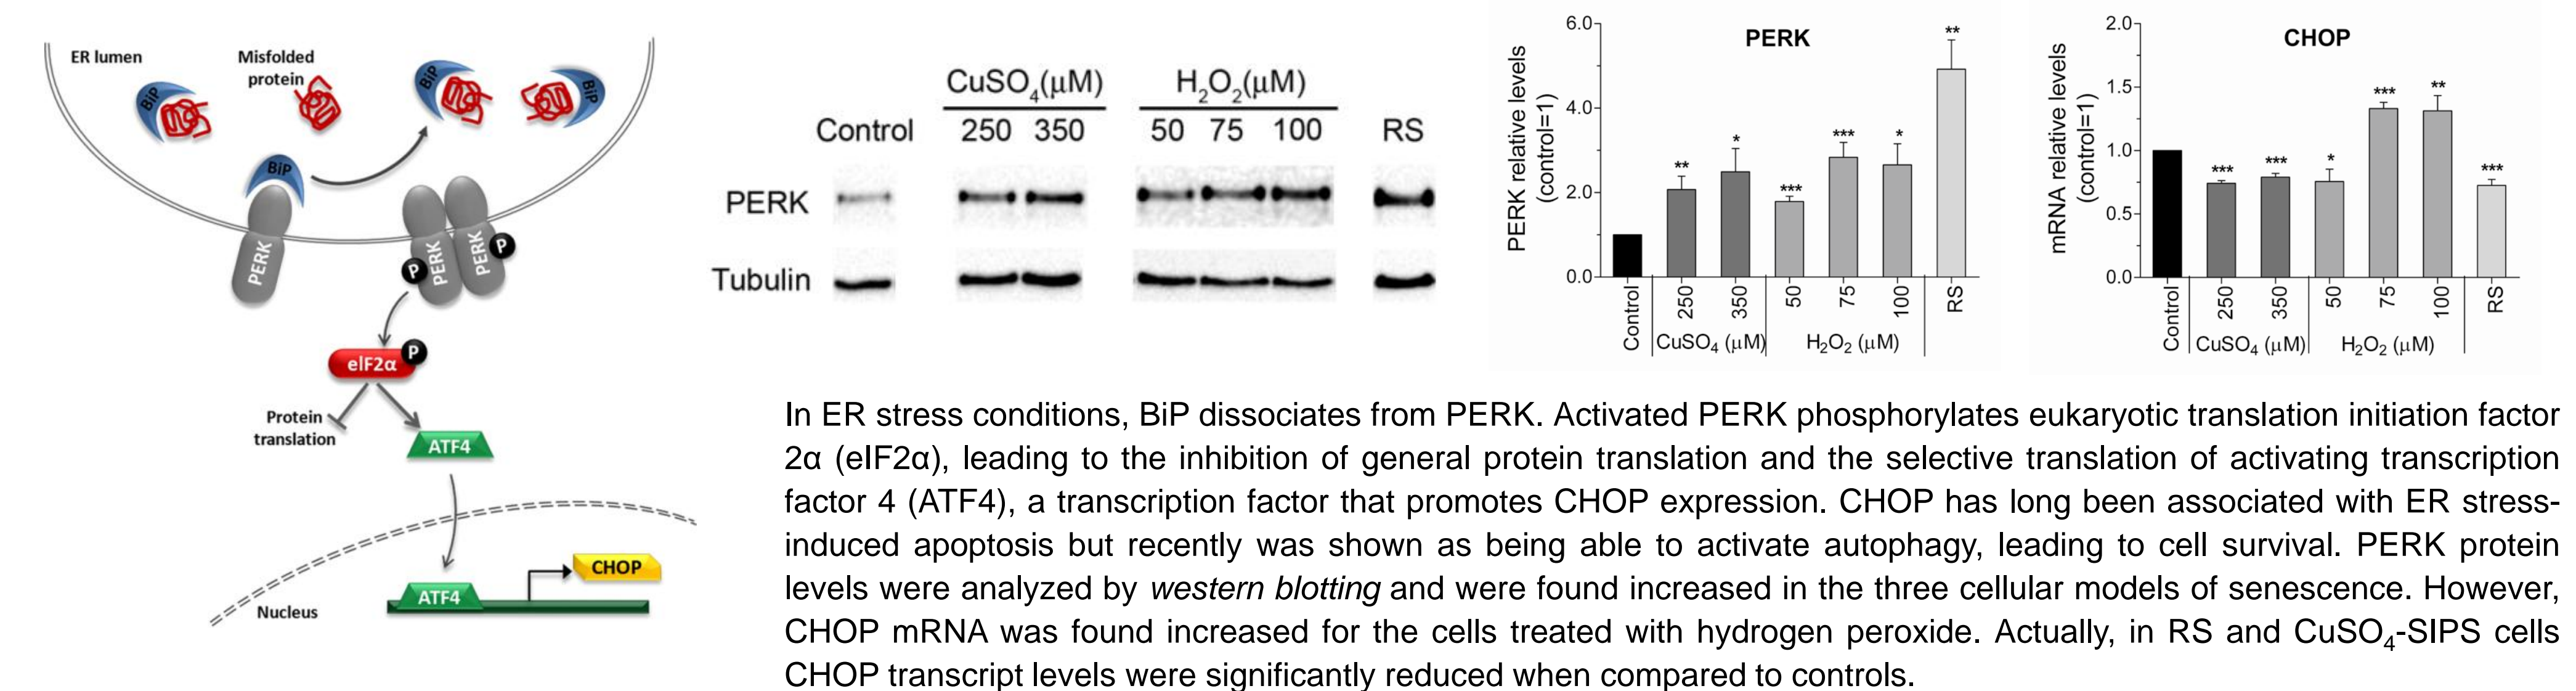 ER lumen
Misfolded
protein
BiP
BiP
BiP
BiP
PERK
PERK
PERK
P
P
eIF2α
P
Protein
translation
ATF4
ATF4
CHOP
Nucleus
CuSO4(μM)
H2O2(μM)
Control
250
350
50
75
100
RS
PERK
Tubulin
PERK
PERK relative levels
(control=1)
6.0
4.0
2.0
0.0
**
*
***
***
*
**
Control
250
350
50
75
100
RS
CuSO4 (μM)
H2O2 (μM)
CHOP
mRNA relative levels
(control=1)
2.0
1.5
1.0
0.5
0.0
***
***
*
***
**
***
Control
250
350
50
75
100
RS
CuSO4 (μM)
H2O2 (μM)
In ER stress conditions, BiP dissociates from PERK. Activated PERK phosphorylates eukaryotic translation initiation factor
2α (eIF2α), leading to the inhibition of general protein translation and the selective translation of activating transcription
factor 4 (ATF4), a transcription factor that promotes CHOP expression. CHOP has long been associated with ER stress-
induced apoptosis but recently was shown as being able to activate autophagy, leading to cell survival. PERK protein
levels were analyzed by western blotting and were found increased in the three cellular models of senescence. However,
CHOP mRNA was found increased for the cells treated with hydrogen peroxide. Actually, in RS and CuSO4-SIPS cells
CHOP transcript levels were significantly reduced when compared to controls.